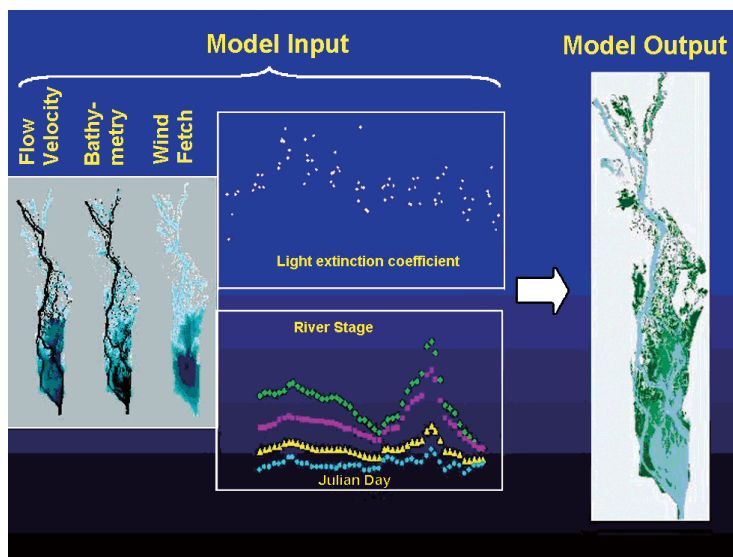 Model Input
Model Output
Flow
Velocity
Bathy-
metry
Wind
Fetch
Light extinction coefficient
River Stage
Julian Day